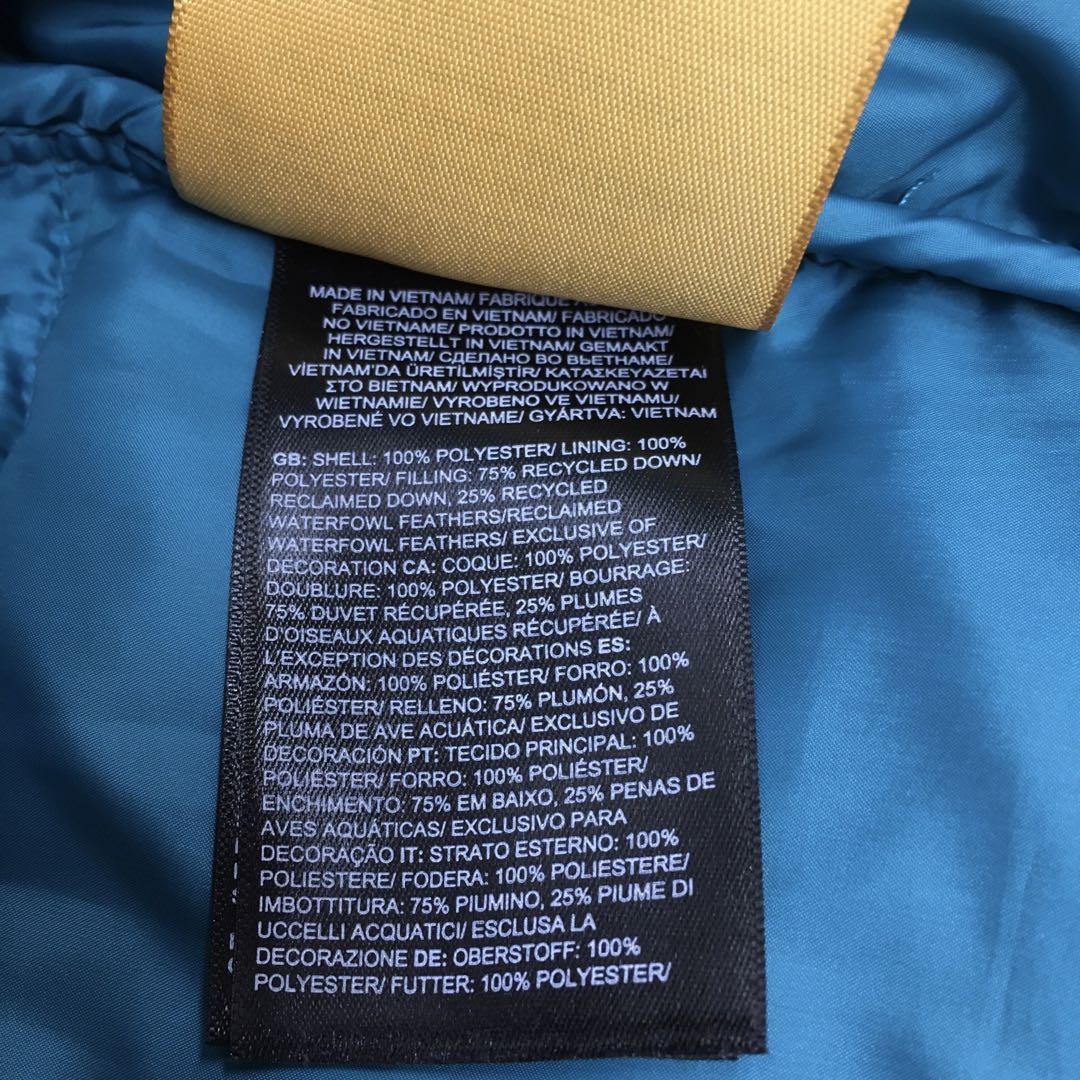 MADE IN VIETNAM/ FABRIQUÉ
FABRICADO EN VIETNAM/ FABRICADO
NO VIETNAME/ PRODOTTO IN VIETNAM/
HERGESTELLT IN VIETNAM/ GEMAAKT
IN VIETNAM/ СДЕЛАНО ВО ВЬЕТНАМЕ/
VİETNAM'DA ÜRETİLMİŞTİR/ ΚΑΤΑΣΚΕΥΑΖΕΤΑΙ
ΣΤΟ ΒΙΕΤΝΑΜ/ WYPRODUKOWANO W
WIETNAMIE/ VYROBENO VE VIETNAMU/
VYROBENÉ VO VIETNAME/ GYÁRTVA: VIETNAM
GB: SHELL: 100% POLYESTER/ LINING: 100%
POLYESTER/ FILLING: 75% RECYCLED DOWN/
RECLAIMED DOWN, 25% RECYCLED
WATERFOWL FEATHERS/RECLAIMED
WATERFOWL FEATHERS/ EXCLUSIVE OF
DECORATION CA: COQUE: 100% POLYESTER/
DOUBLURE: 100% POLYESTER/ BOURRAGE:
75% DUVET RÉCUPÉRÉE, 25% PLUMES
D'OISEAUX AQUATIQUES RÉCUPÉRÉE/ À
L'EXCEPTION DES DÉCORATIONS ES:
ARMAZÓN: 100% POLIÉSTER/ FORRO: 100%
POLIÉSTER/ RELLENO: 75% PLUMÓN, 25%
PLUMA DE AVE ACUÁTICA/ EXCLUSIVO DE
DECORACIÓN PT: TECIDO PRINCIPAL: 100%
POLIÉSTER/ FORRO: 100% POLIÉSTER/
ENCHIMENTO: 75% EM BAIXO, 25% PENAS DE
AVES AQUÁTICAS/ EXCLUSIVO PARA
DECORAÇÃO IT: STRATO ESTERNO: 100%
POLIESTERE/ FODERA: 100% POLIESTERE/
IMBOTTITURA: 75% PIUMINO, 25% PIUME DI
UCCELLI ACQUATICI/ ESCLUSA LA
DECORAZIONE DE: OBERSTOFF: 100%
POLYESTER/ FUTTER: 100% POLYESTER/